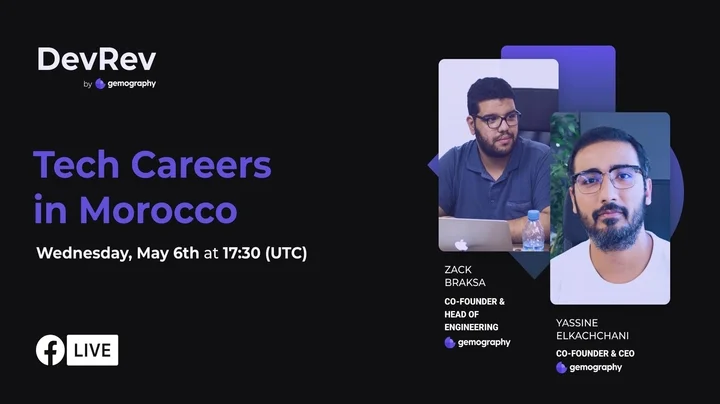 DevRev
by gemography
Tech Careers
in Morocco
Wednesday, May 6th at 17:30 (UTC)
LIVE
ZACK
BRAKSA
CO-FOUNDER &
HEAD OF
ENGINEERING
gemography
YASSINE
ELKACHCHANI
CO-FOUNDER & CEO
gemography